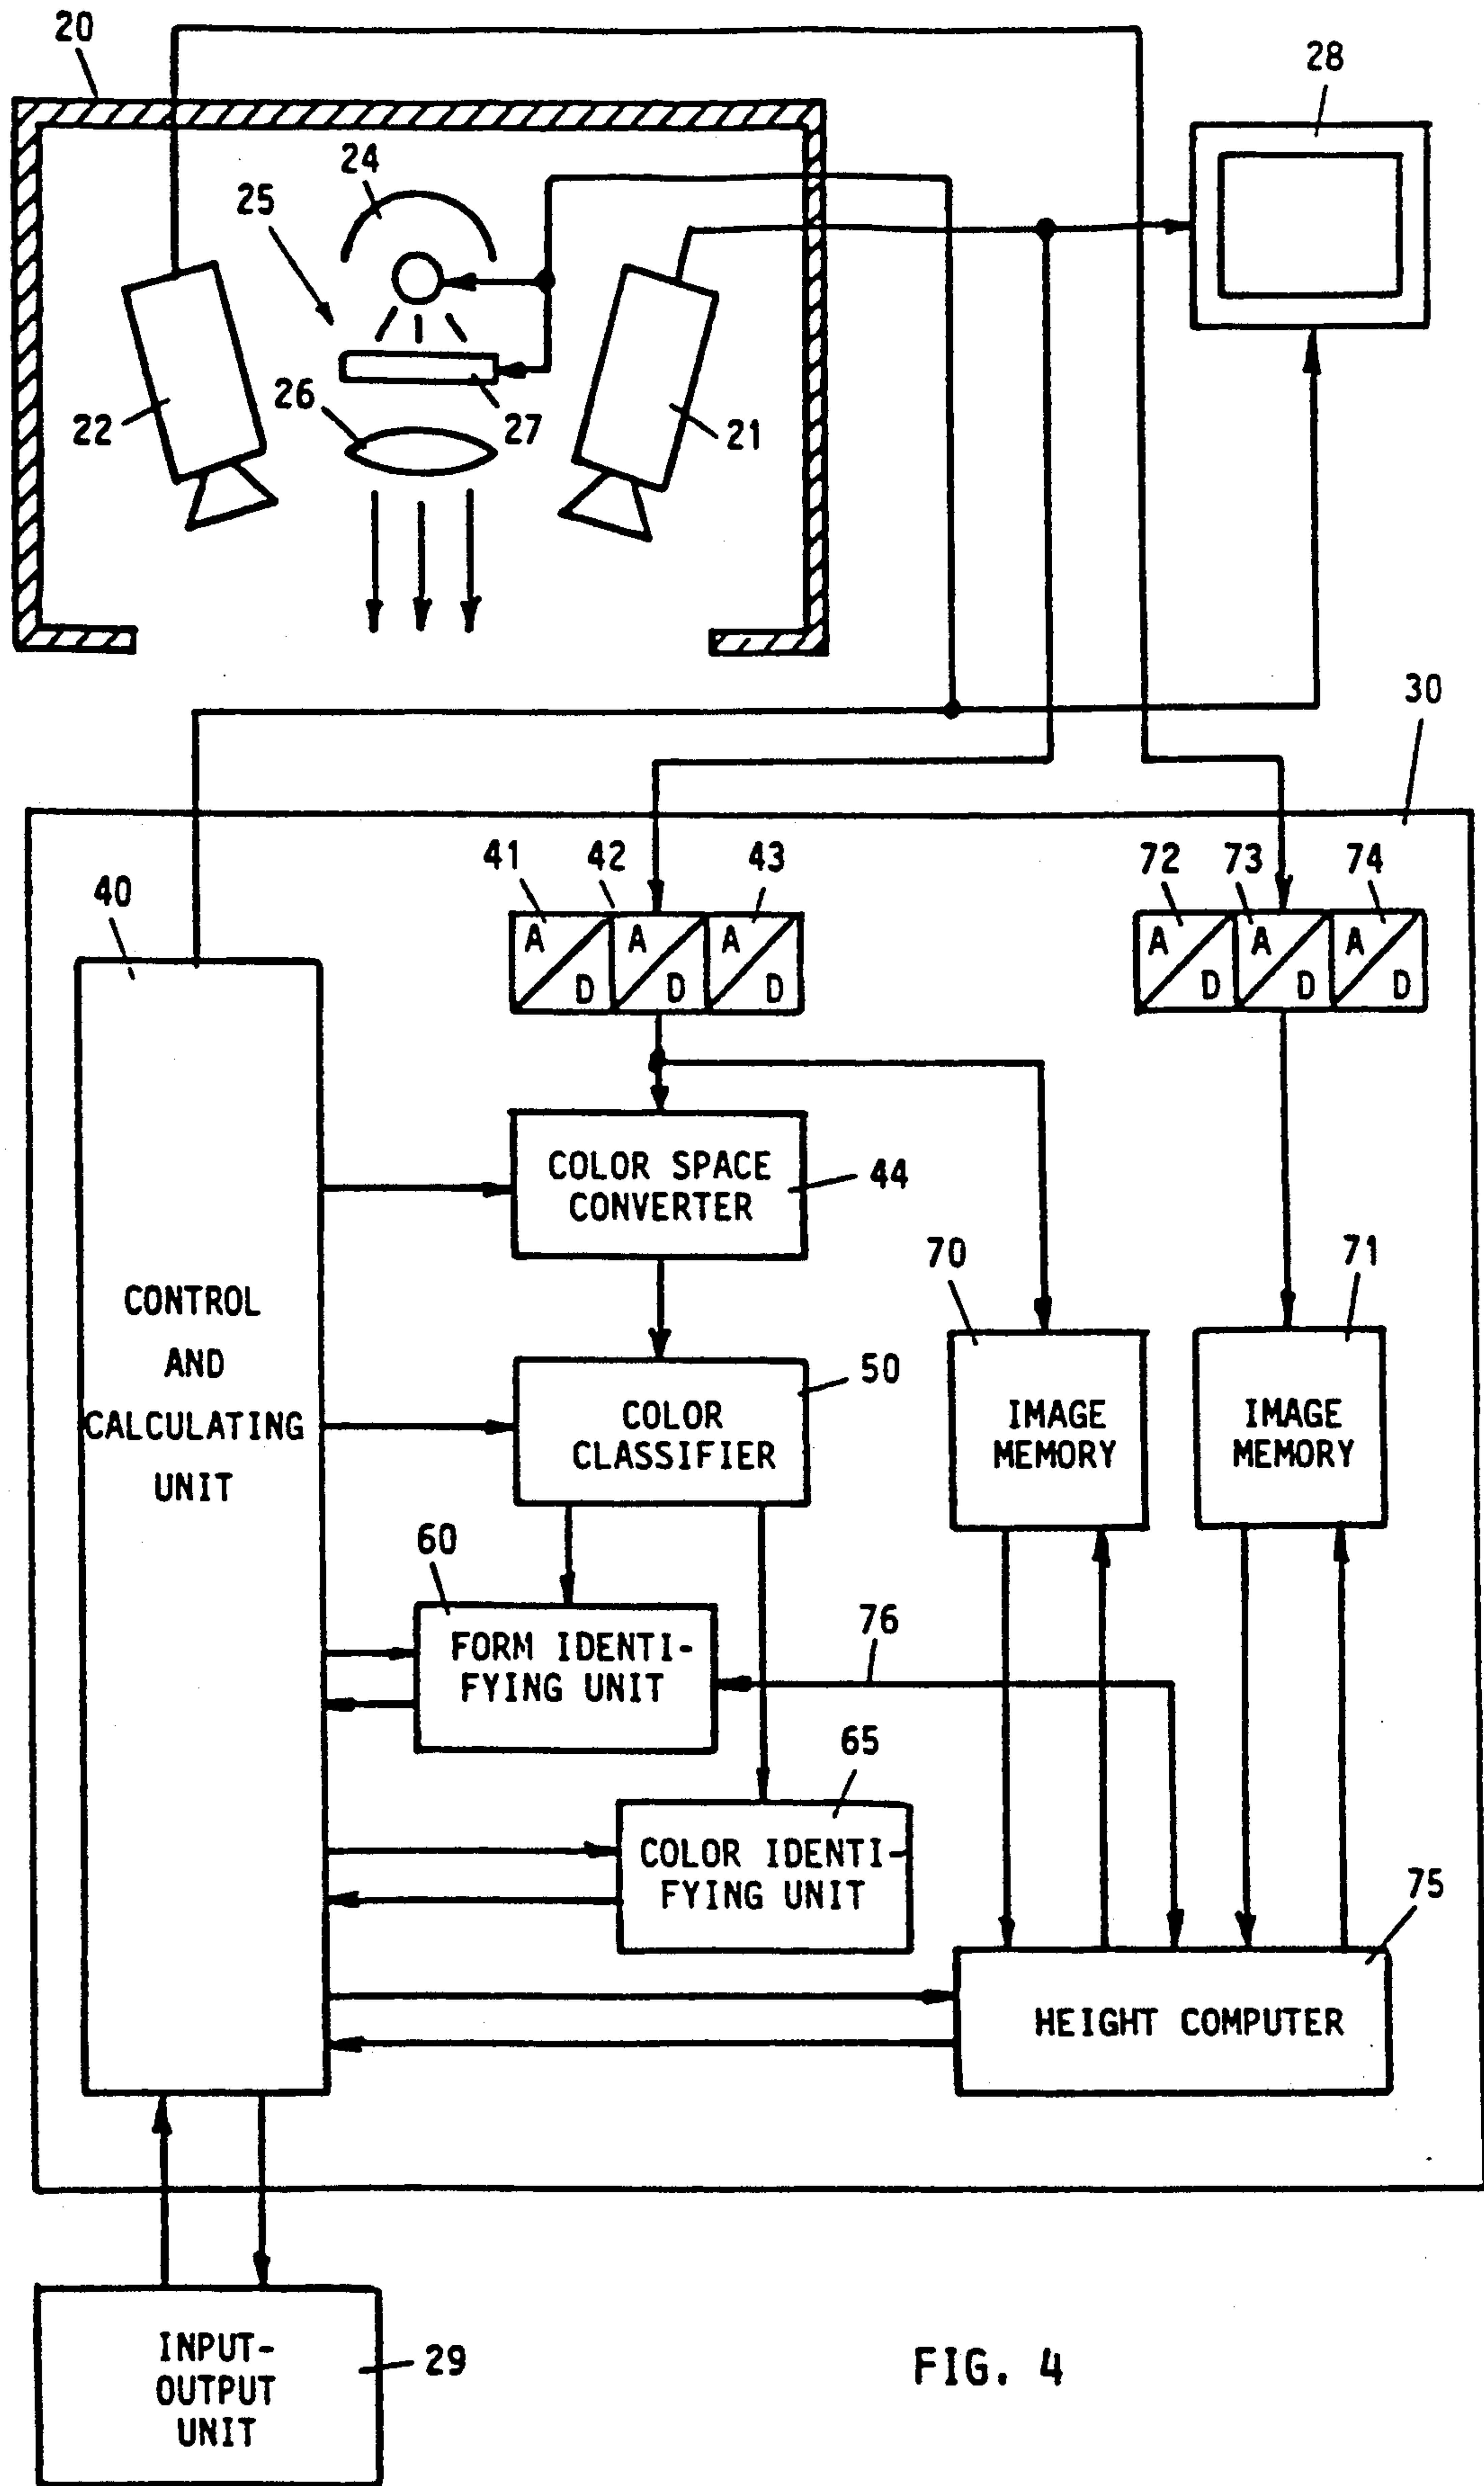 20
28
24
25
22
26
27
21
30
40
41
42
43
72
73
74
A
D
A
D
A
D
A
D
A
D
A
D
COLOR SPACE
CONVERTER
44
CONTROL
AND
CALCULATING
UNIT
70
71
COLOR
CLASSIFIER
50
IMAGE
MEMORY
IMAGE
MEMORY
60
FORM IDENTI-
FYING UNIT
76
65
COLOR IDENTI-
FYING UNIT
75
HEIGHT COMPUTER
INPUT-
OUTPUT
UNIT
29
FIG. 4